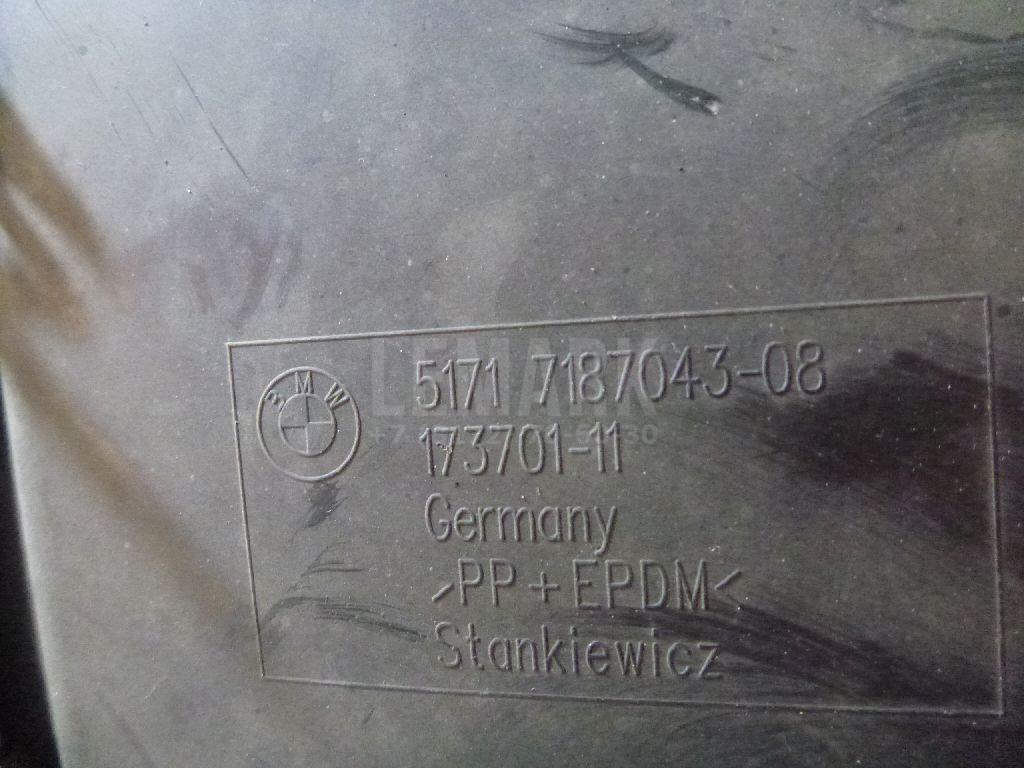 BMW
5171 7187043-08
173701-11
Germany
>PP+EPDM<
Stankiewicz
LEMARK